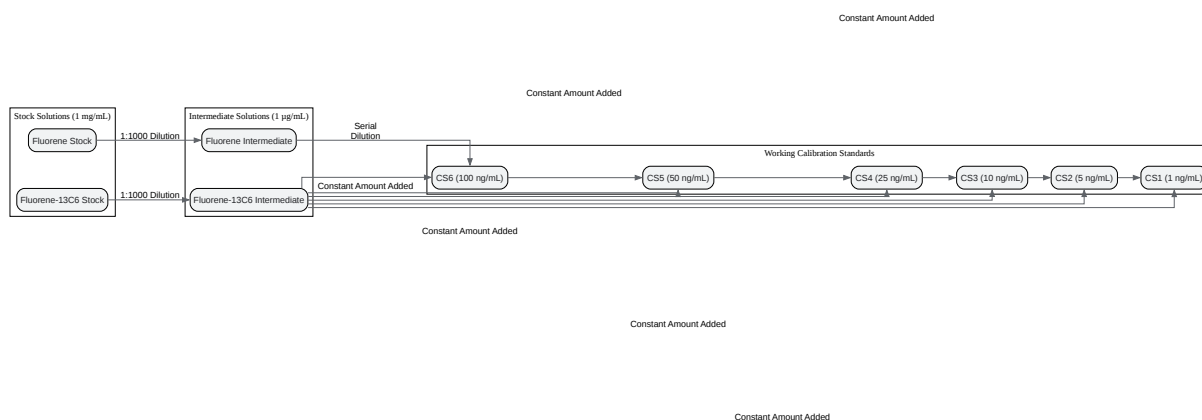 Constant Amount Added
Constant Amount Added
Stock Solutions (1 mg/mL)
Intermediate Solutions (1 µg/mL)
Fluorene Stock
1:1000 Dilution
Fluorene Intermediate
Serial
Dilution
Working Calibration Standards
CS6 (100 ng/mL)
CS5 (50 ng/mL)
CS4 (25 ng/mL)
CS3 (10 ng/mL)
CS2 (5 ng/mL)
CS1 (1 ng/mL)
Fluorene-13C6 Stock
1:1000 Dilution
Fluorene-13C6 Intermediate
Constant Amount Added
Constant Amount Added
Constant Amount Added
Constant Amount Added